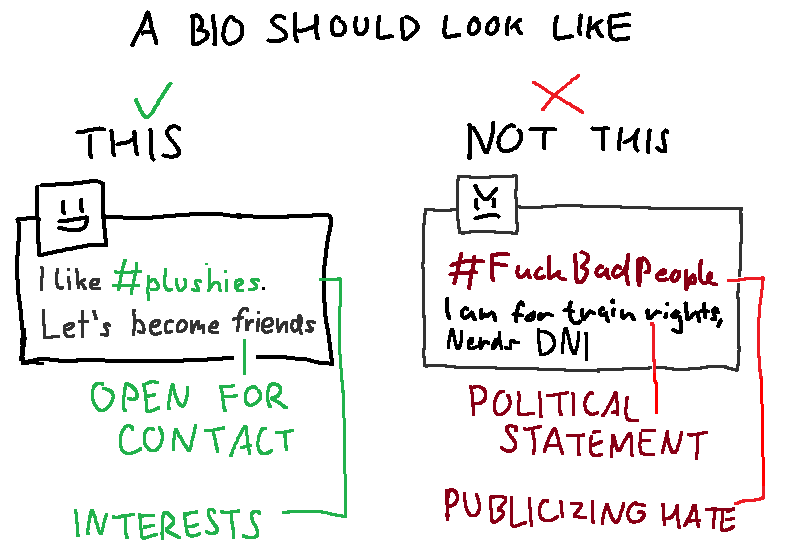 A BIO SHOULD LOOK LIKE
THIS
I like #plushies.
Let's become friends
OPEN FOR
CONTACT
INTERESTS
NOT THIS
#FuckBadPeople
I am for train rights,
Nerds DNI
POLITICAL
STATEMENT
PUBLICIZING HATE